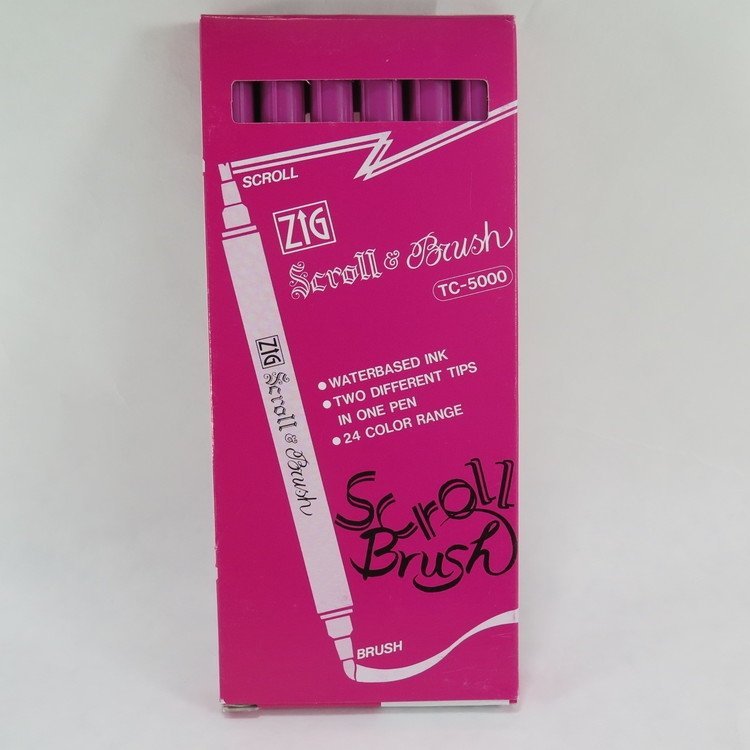 SCROLL
ZIG
Scroll & Brush
TC-5000
ZIG Scroll & Brush
● WATERBASED INK
● TWO DIFFERENT TIPS
IN ONE PEN
● 24 COLOR RANGE
Scroll
Brush
BRUSH